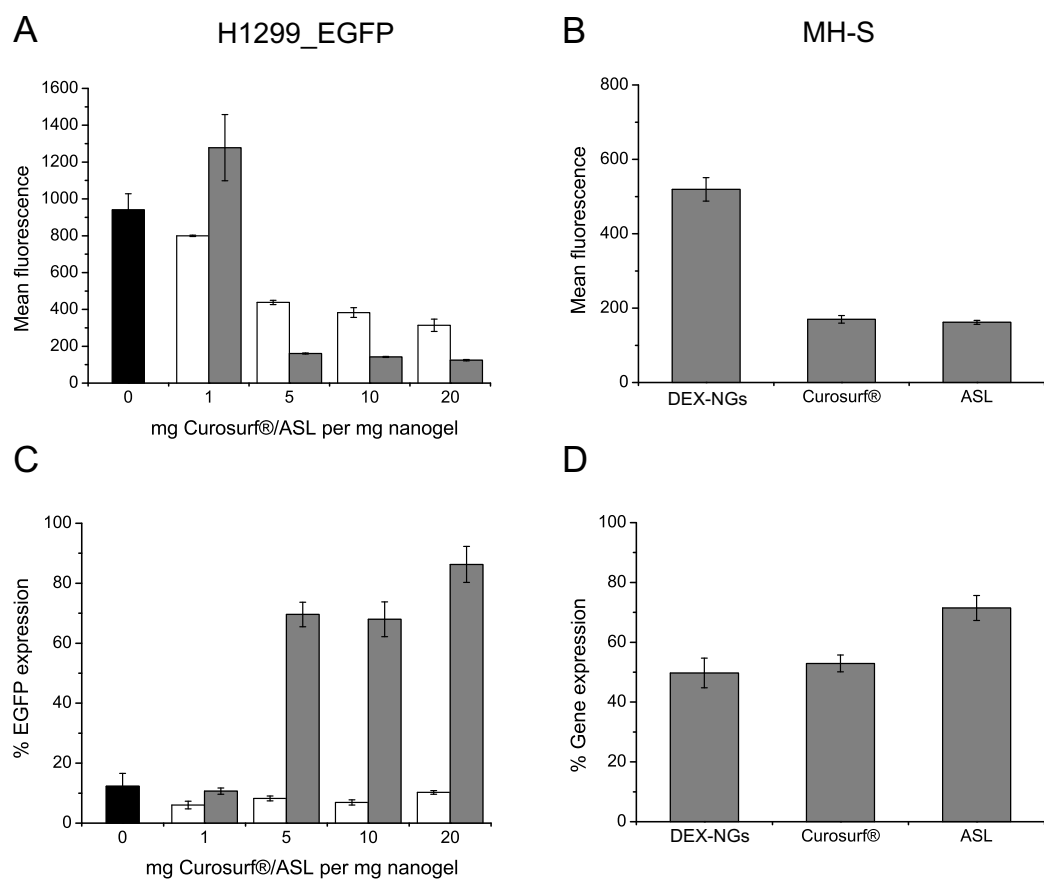 A
H1299_EGFP
Mean fluorescence
1600
1400
1200
1000
800
600
400
200
0
0 1 5 10 20
mg Curosurf®/ASL per mg nanogel
B
MH-S
Mean fluorescence
800
600
400
200
0
DEX-NGs Curosurf® ASL
C
% EGFP expression
100
80
60
40
20
0
0 1 5 10 20
mg Curosurf®/ASL per mg nanogel
D
% Gene expression
100
80
60
40
20
0
DEX-NGs Curosurf® ASL